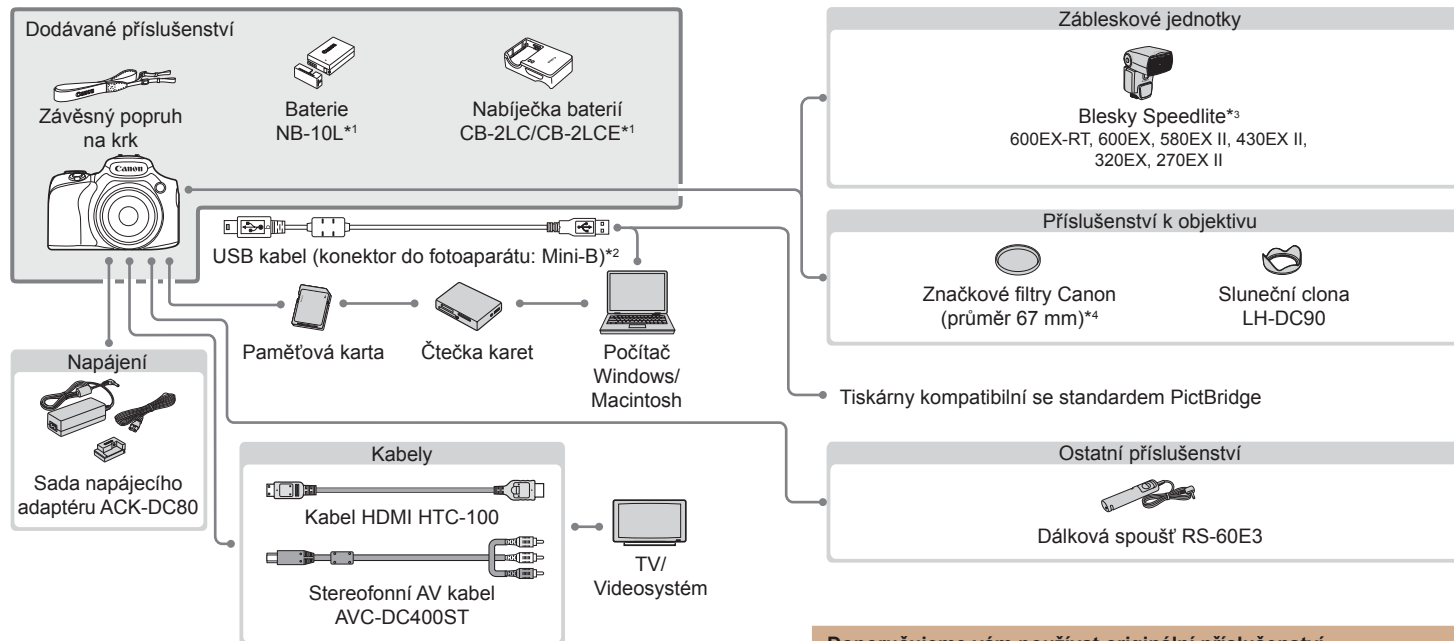 Dodávané příslušenství
Závěsný popruh
na krk
Baterie
NB-10L*1
Nabíječka baterií
CB-2LC/CB-2LCE*1
Canon
USB kabel (konektor do fotoaparátu: Mini-B)*2
Paměťová karta
Čtečka karet
Počítač
Windows/
Macintosh
Napájení
Sada napájecího
adaptéru ACK-DC80
Kabely
Kabel HDMI HTC-100
Stereofonní AV kabel
AVC-DC400ST
TV/
Videosystém
Zábleskové jednotky
Blesky Speedlite*3
600EX-RT, 600EX, 580EX II, 430EX II,
320EX, 270EX II
Příslušenství k objektivu
Značkové filtry Canon
(průměr 67 mm)*4
Sluneční clona
LH-DC90
Tiskárny kompatibilní se standardem PictBridge
Ostatní příslušenství
Dálková spoušť RS-60E3